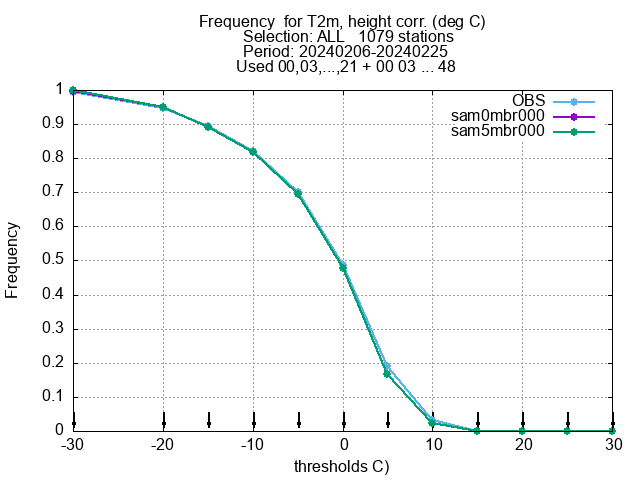 Frequency  for T2m, height corr. (deg C)
Selection: ALL   1079 stations
Period: 20240206-20240225
Used 00,03,...,21 + 00 03 ... 48
OBS
sam0mbr000
sam5mbr000
Frequency
1
0.9
0.8
0.7
0.6
0.5
0.4
0.3
0.2
0.1
0
-30 -20 -10 0 10 20 30
thresholds C)